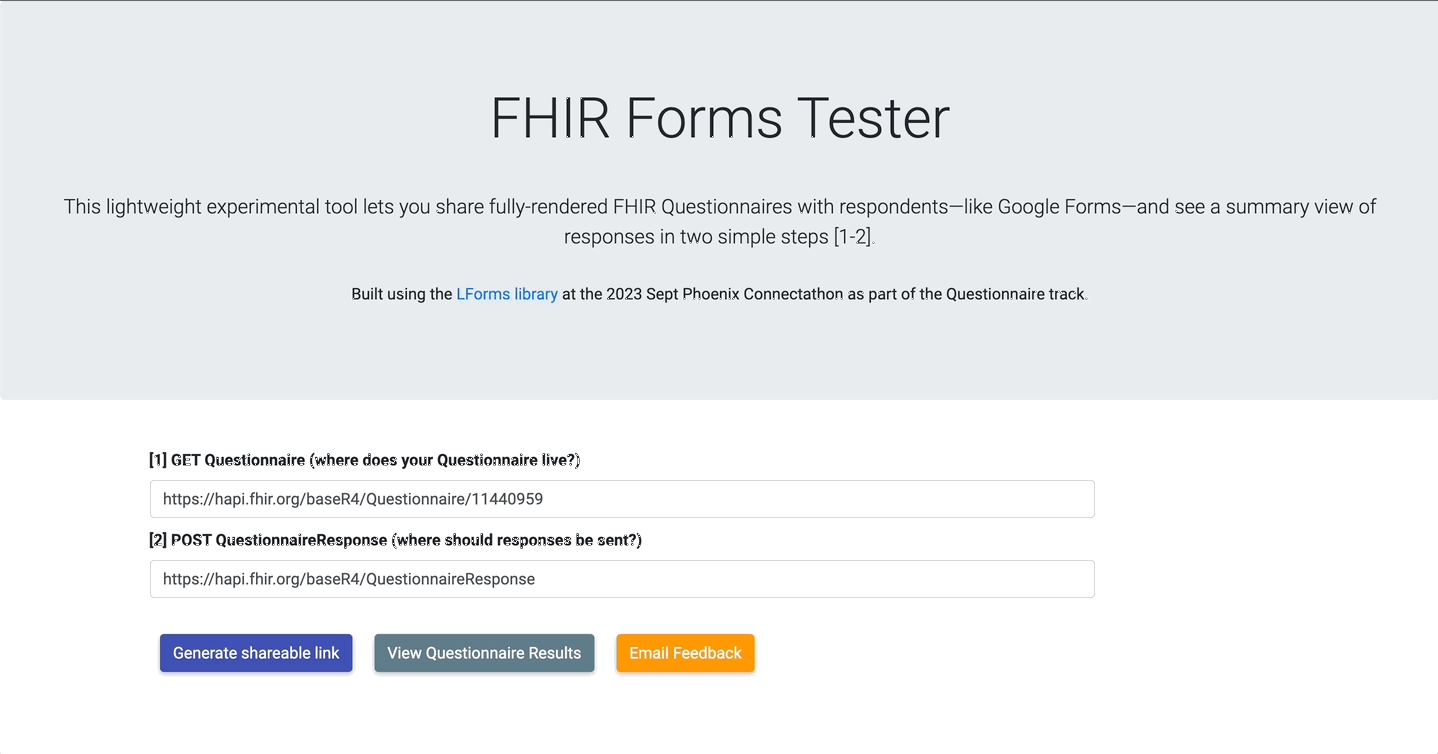 FHIR Forms Tester
This lightweight experimental tool lets you share fully-rendered FHIR Questionnaires with respondents—like Google Forms—and see a summary view of
responses in two simple steps [1-2].
Built using the LForms library at the 2023 Sept Phoenix Connectathon as part of the Questionnaire track.
[1] GET Questionnaire (where does your Questionnaire live?)
https://hapi.fhir.org/baseR4/Questionnaire/11440959
[2] POST QuestionnaireResponse (where should responses be sent?)
https://hapi.fhir.org/baseR4/QuestionnaireResponse
Generate shareable link View Questionnaire Results Email Feedback